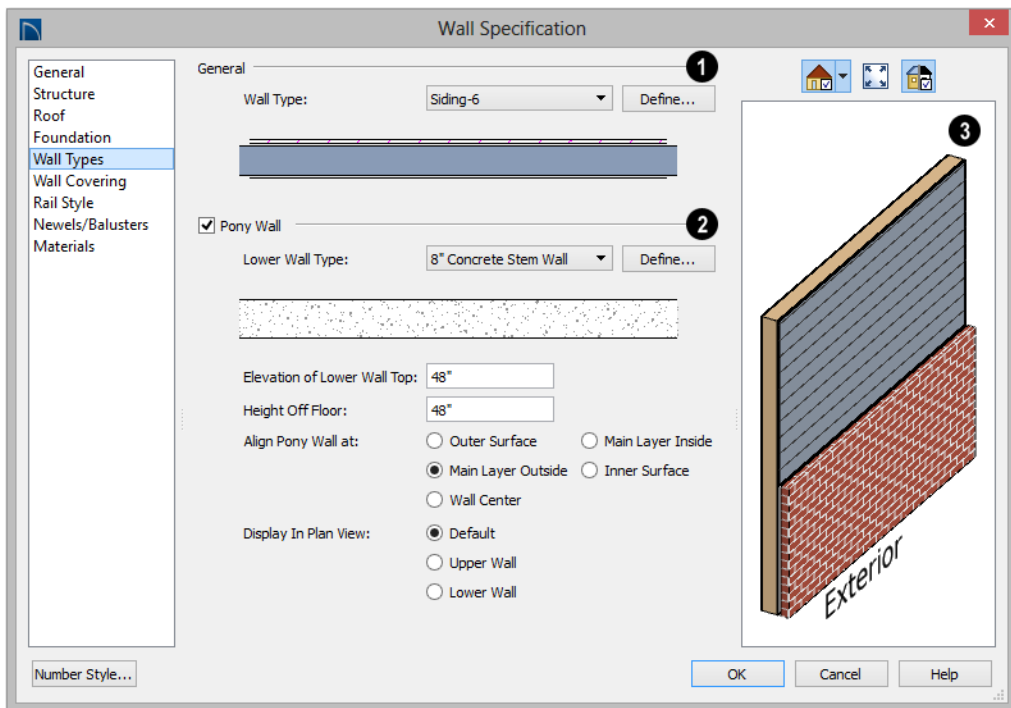 Wall Specification
General
Structure
Roof
Foundation
Wall Types
Wall Covering
Rail Style
Newels/Balusters
Materials
General
1
Wall Type:
Siding-6
Define...
Pony Wall
2
Lower Wall Type:
8" Concrete Stem Wall
Define...
Elevation of Lower Wall Top:
48"
Height Off Floor:
48"
Align Pony Wall at:
Outer Surface
Main Layer Inside
Main Layer Outside
Inner Surface
Wall Center
Display In Plan View:
Default
Upper Wall
Lower Wall
3
Exterior
Number Style...
OK
Cancel
Help